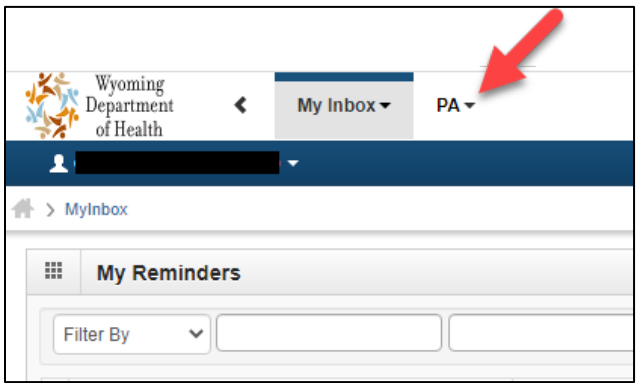 Wyoming
Department
of Health
My Inbox
PA
MyInbox
My Reminders
Filter By